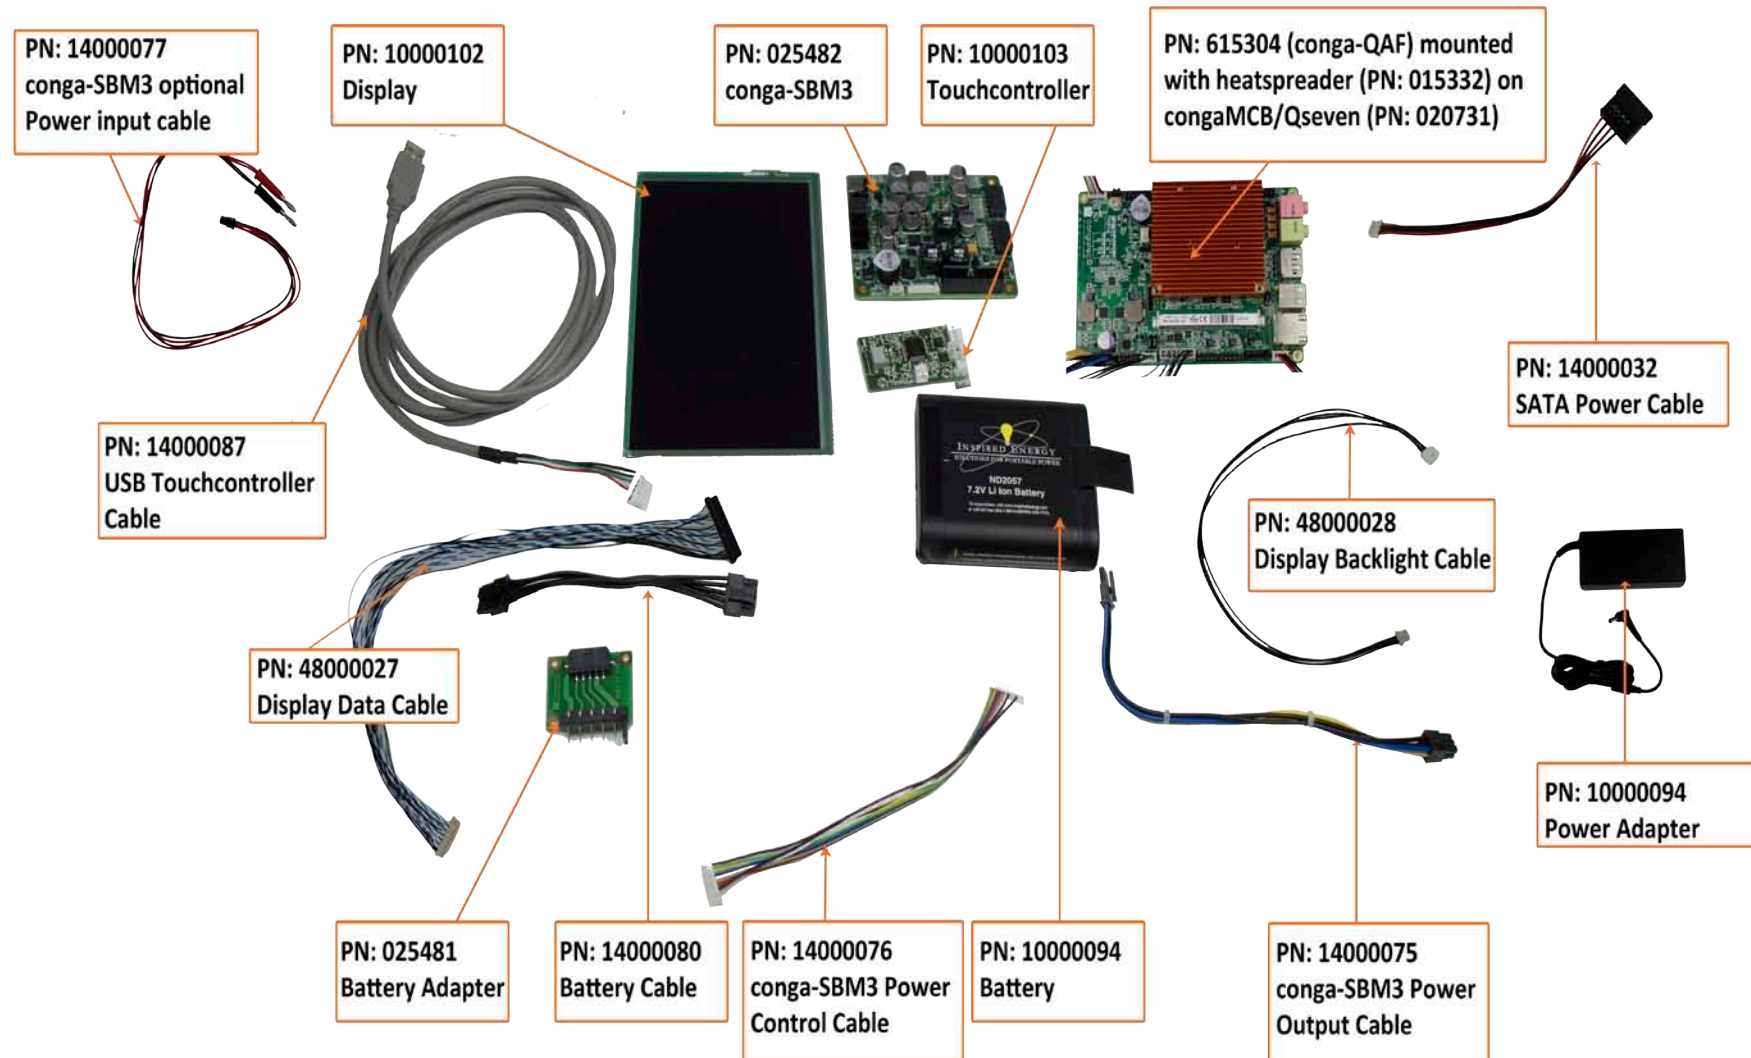 PN: 14000077
conga-SBM3 optional
Power input cable
PN: 10000102
Display
PN: 025482
conga-SBM3
PN: 10000103
Touchcontroller
PN: 615304 (conga-QAF) mounted
with heatspreader (PN: 015332) on
congaMCB/Qseven (PN: 020731)
PN: 14000032
SATA Power Cable
PN: 14000087
USB Touchcontroller
Cable
INSPIRED ENERGY
SOLUTIONS FOR PORTABLE POWER
ND2057
7.2V Li Ion Battery
PN: 48000028
Display Backlight Cable
PN: 48000027
Display Data Cable
PN: 10000094
Power Adapter
PN: 025481
Battery Adapter
PN: 14000080
Battery Cable
PN: 14000076
conga-SBM3 Power
Control Cable
PN: 10000094
Battery
PN: 14000075
conga-SBM3 Power
Output Cable